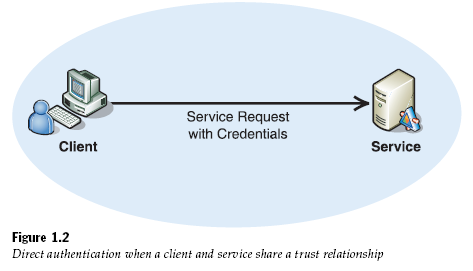 Service Request
with Credentials
Client
Service
Figure 1.2
Direct authentication when a client and service share a trust relationship